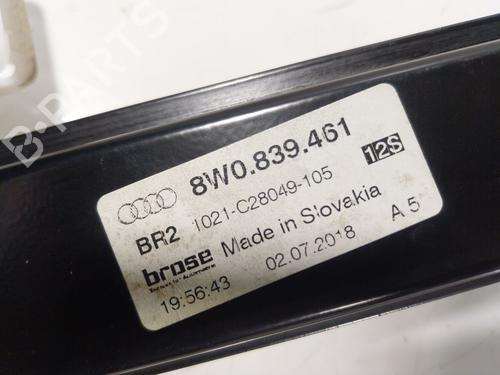 8W0.839.461
12S
BR2 1021-C28049-105
brose Made in Slovakia
02.07.2018 A5
19:56:43
B-PARTS